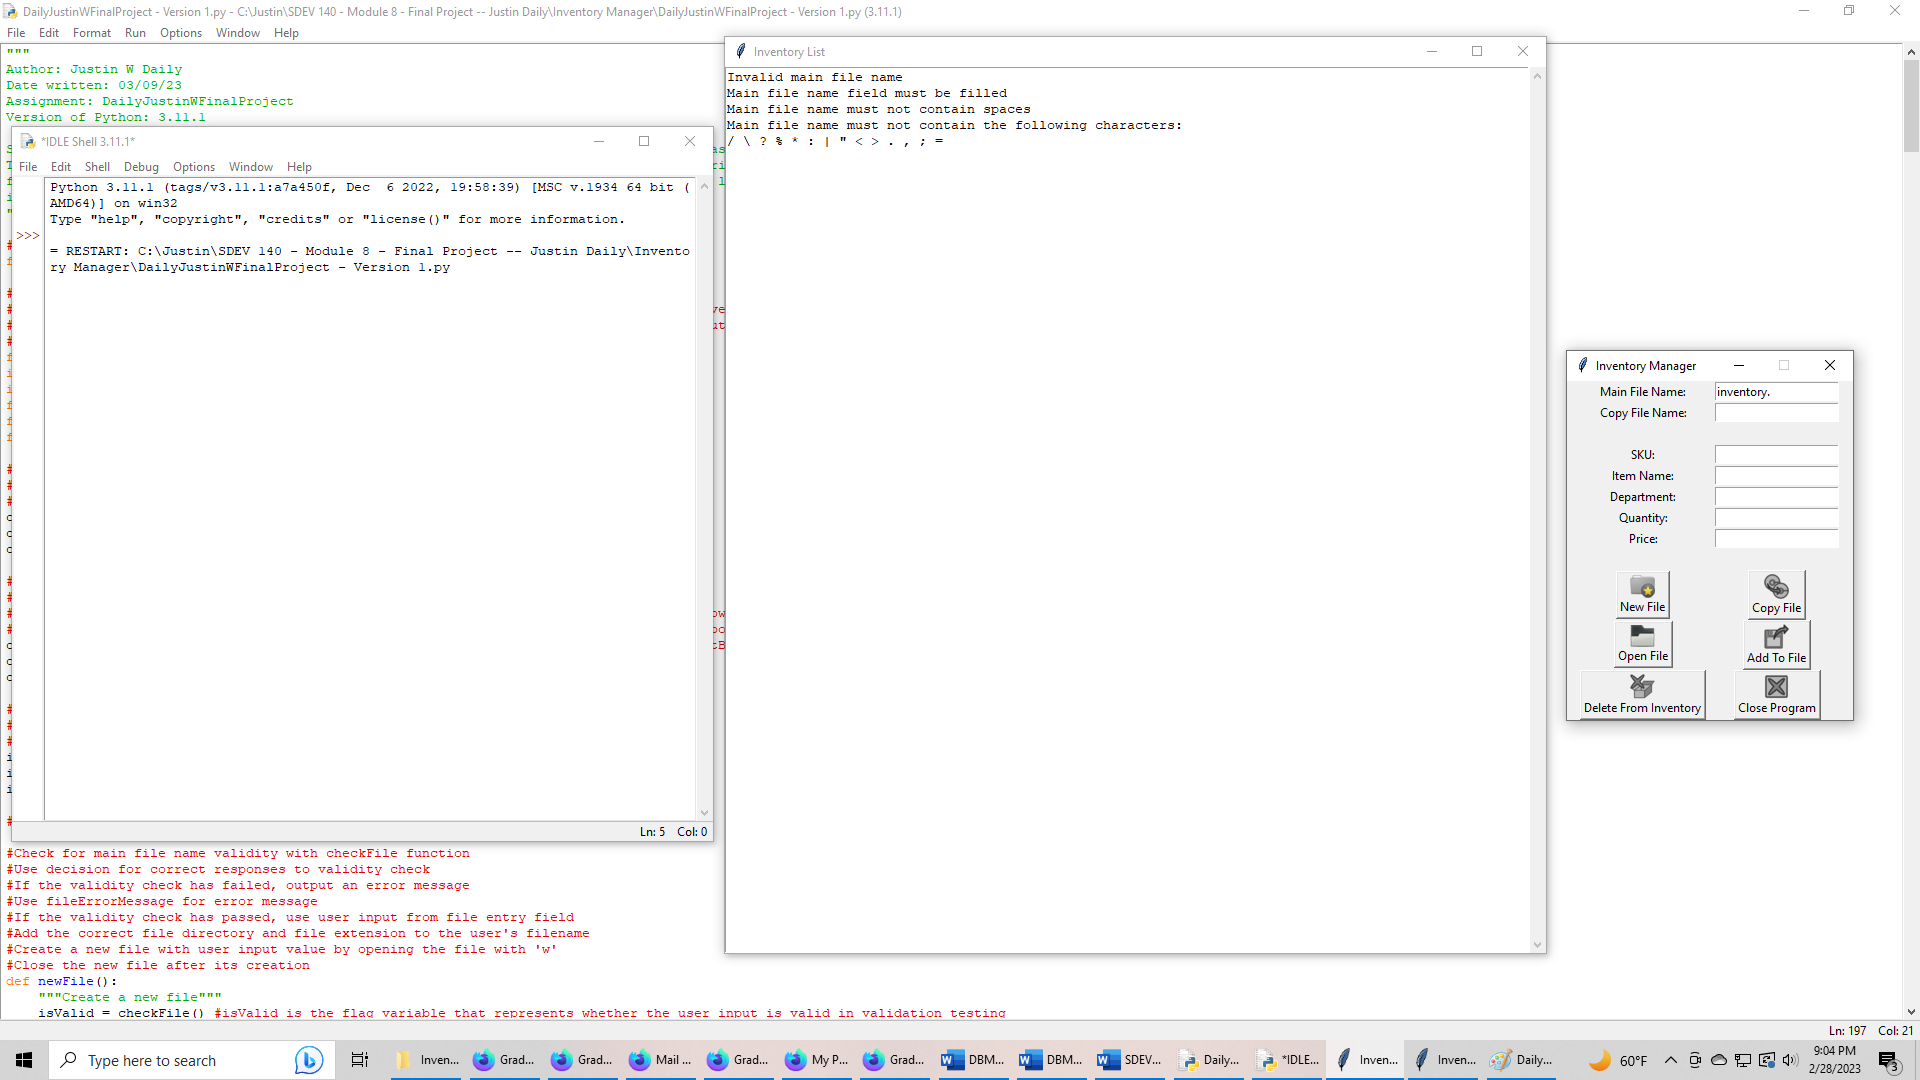 DailyJustinWFinalProject - Version 1.py - C:\Justin\SDEV 140 - Module 8 - Final Project -- Justin Daily\Inventory Manager\DailyJustinWFinalProject - Version 1.py (3.11.1)
File Edit Format Run Options Window Help
"""
Author: Justin W Daily
Date written: 03/09/23
Assignment: DailyJustinWFinalProject
Version of Python: 3.11.1
*IDLE Shell 3.11.1*
File Edit Shell Debug Options Window Help
Python 3.11.1 (tags/v3.11.1:a7a450f, Dec  6 2022, 19:58:39) [MSC v.1934 64 bit (
AMD64)] on win32
Type "help", "copyright", "credits" or "license()" for more information.
>>>
= RESTART: C:\Justin\SDEV 140 - Module 8 - Final Project -- Justin Daily\Invento
ry Manager\DailyJustinWFinalProject - Version 1.py
Ln: 5 Col: 0
#Check for main file name validity with checkFile function
#Use decision for correct responses to validity check
#If the validity check has failed, output an error message
#Use fileErrorMessage for error message
#If the validity check has passed, use user input from file entry field
#Add the correct file directory and file extension to the user's filename
#Create a new file with user input value by opening the file with 'w'
#Close the new file after its creation
def newFile():
    """Create a new file"""
    isValid = checkFile() #isValid is the flag variable that represents whether the user input is valid in validation testing
Inventory List
Invalid main file name
Main file name field must be filled
Main file name must not contain spaces
Main file name must not contain the following characters:
/ \ ? % * : | " < > . , ; =
Inventory Manager
Main File Name: inventory.
Copy File Name:
SKU:
Item Name:
Department:
Quantity:
Price:
New File
Copy File
Open File
Add To File
Delete From Inventory
Close Program
Ln: 197 Col: 21
Type here to search
Inven...
Grad...
Grad...
Mail ...
Grad...
My P...
Grad...
DBM...
DBM...
SDEV...
Daily...
*IDLE...
Inven...
Inven...
Daily...
60°F
9:04 PM
2/28/2023
3